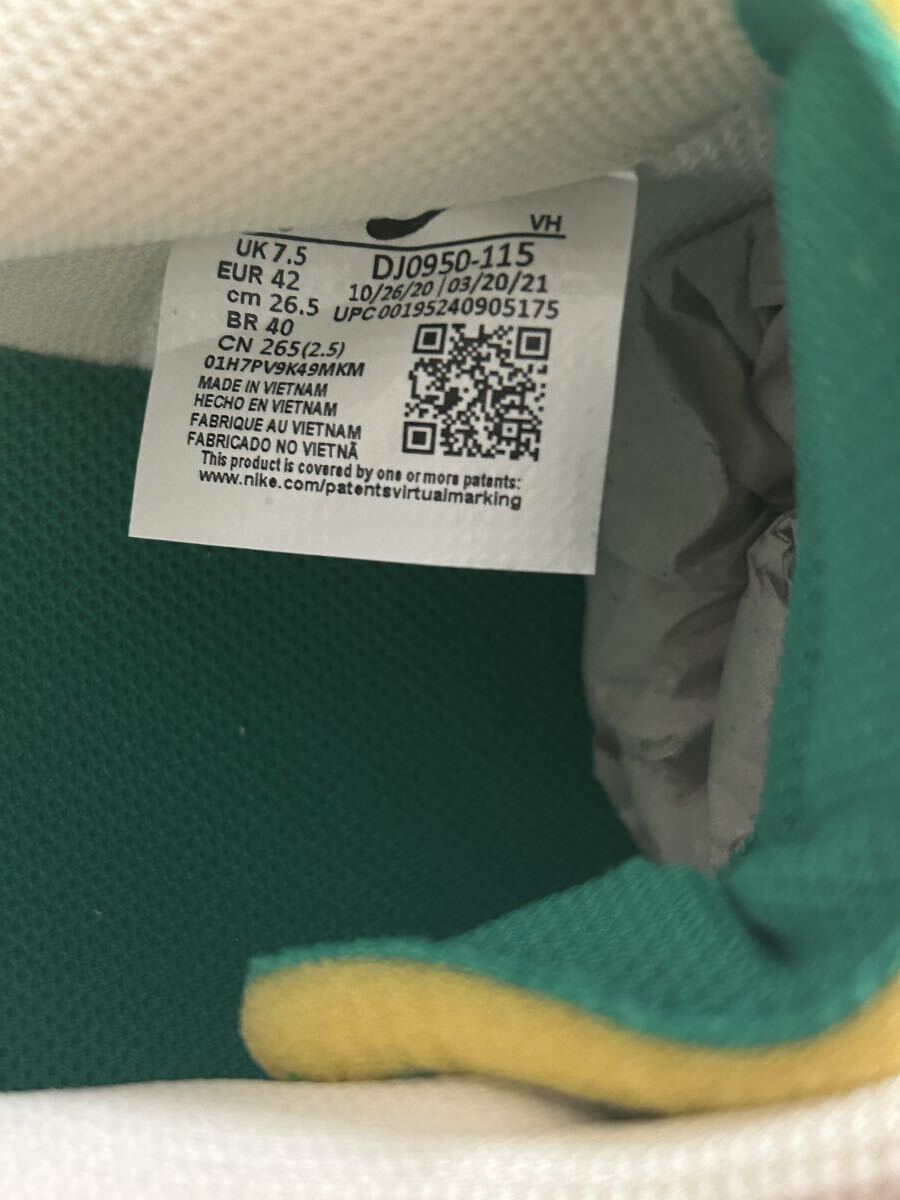 VH
UK 7.5
EUR 42
cm 26.5
BR 40
CN 265(2.5)
DJ0950-115
10/26/20 03/20/21
UPC 00195240905175
01H7PV9K49MKM
MADE IN VIETNAM
HECHO EN VIETNAM
FABRIQUE AU VIETNAM
FABRICADO NO VIETNÃ
This product is covered by one or more patents:
www.nike.com/patentsvirtualmarking